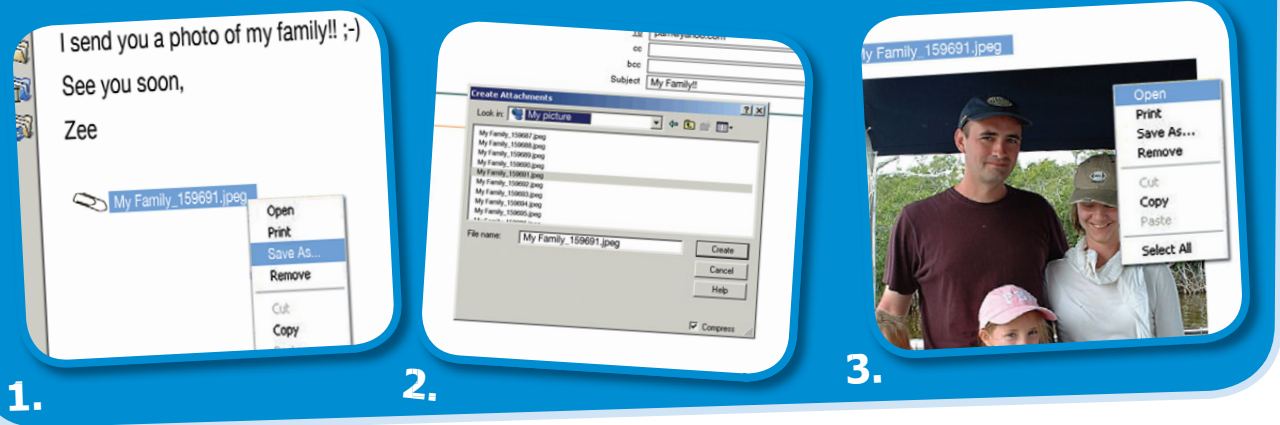 I send you a photo of my family!! ;-)
See you soon,
Zee
My Family_159691.jpeg
Open
Print
Save As...
Remove
Cut
Copy
1.
cc
bcc
Subject
My Family!!
Create Attachments
Look in:
My picture
My Family_159687.jpeg
My Family_159688.jpeg
My Family_159689.jpeg
My Family_159690.jpeg
My Family_159691.jpeg
My Family_159692.jpeg
My Family_159693.jpeg
My Family_159694.jpeg
My Family_159695.jpeg
File name:
My Family_159691.jpeg
Create
Cancel
Help
Compress
2.
My Family_159691.jpeg
Open
Print
Save As...
Remove
Cut
Copy
Paste
Select All
3.